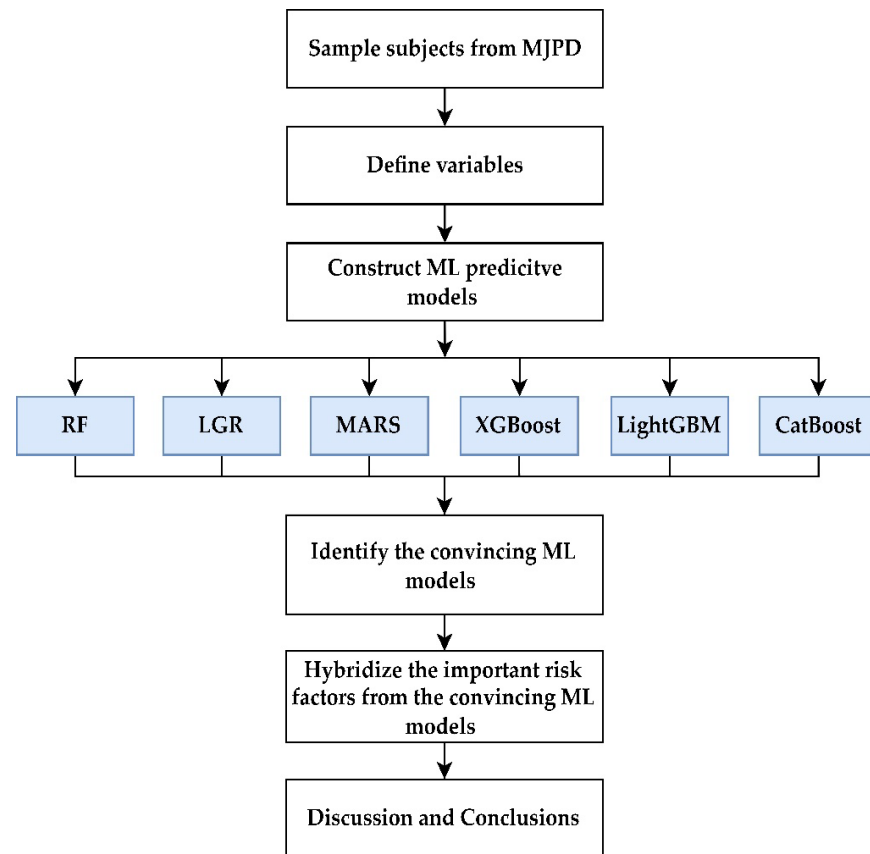 Sample subjects from MJPD
Define variables
Construct ML predicitve
models
RF
LGR
MARS
XGBoost
LightGBM
CatBoost
Identify the convincing ML
models
Hybridize the important risk
factors from the convincing ML
models
Discussion and Conclusions